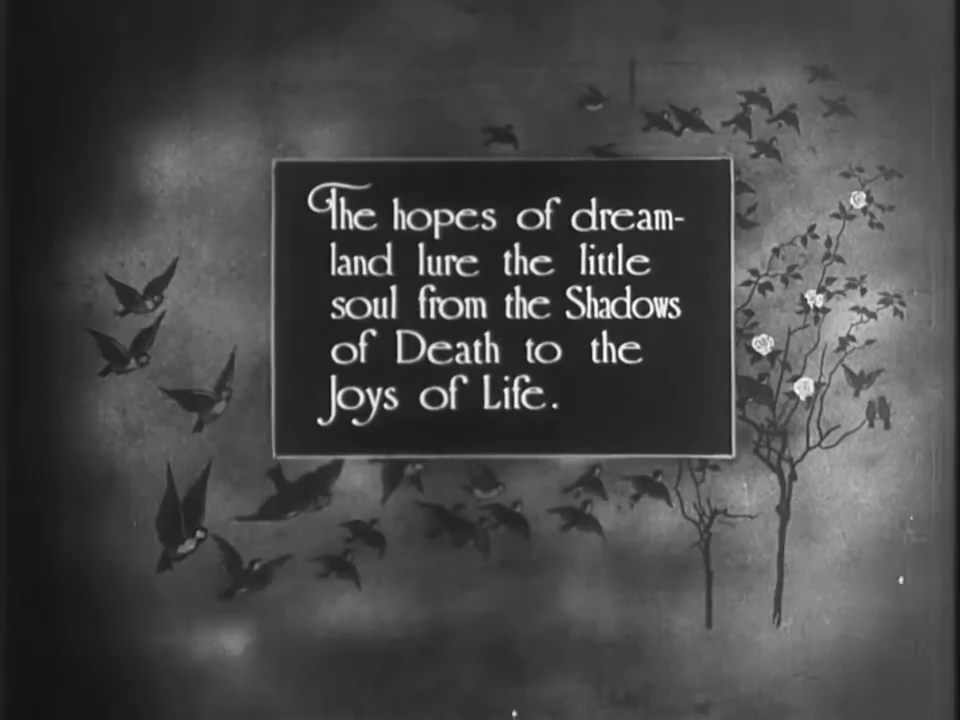 The hopes of dream-
land lure the little
soul from the Shadows
of Death to the
Joys of Life.